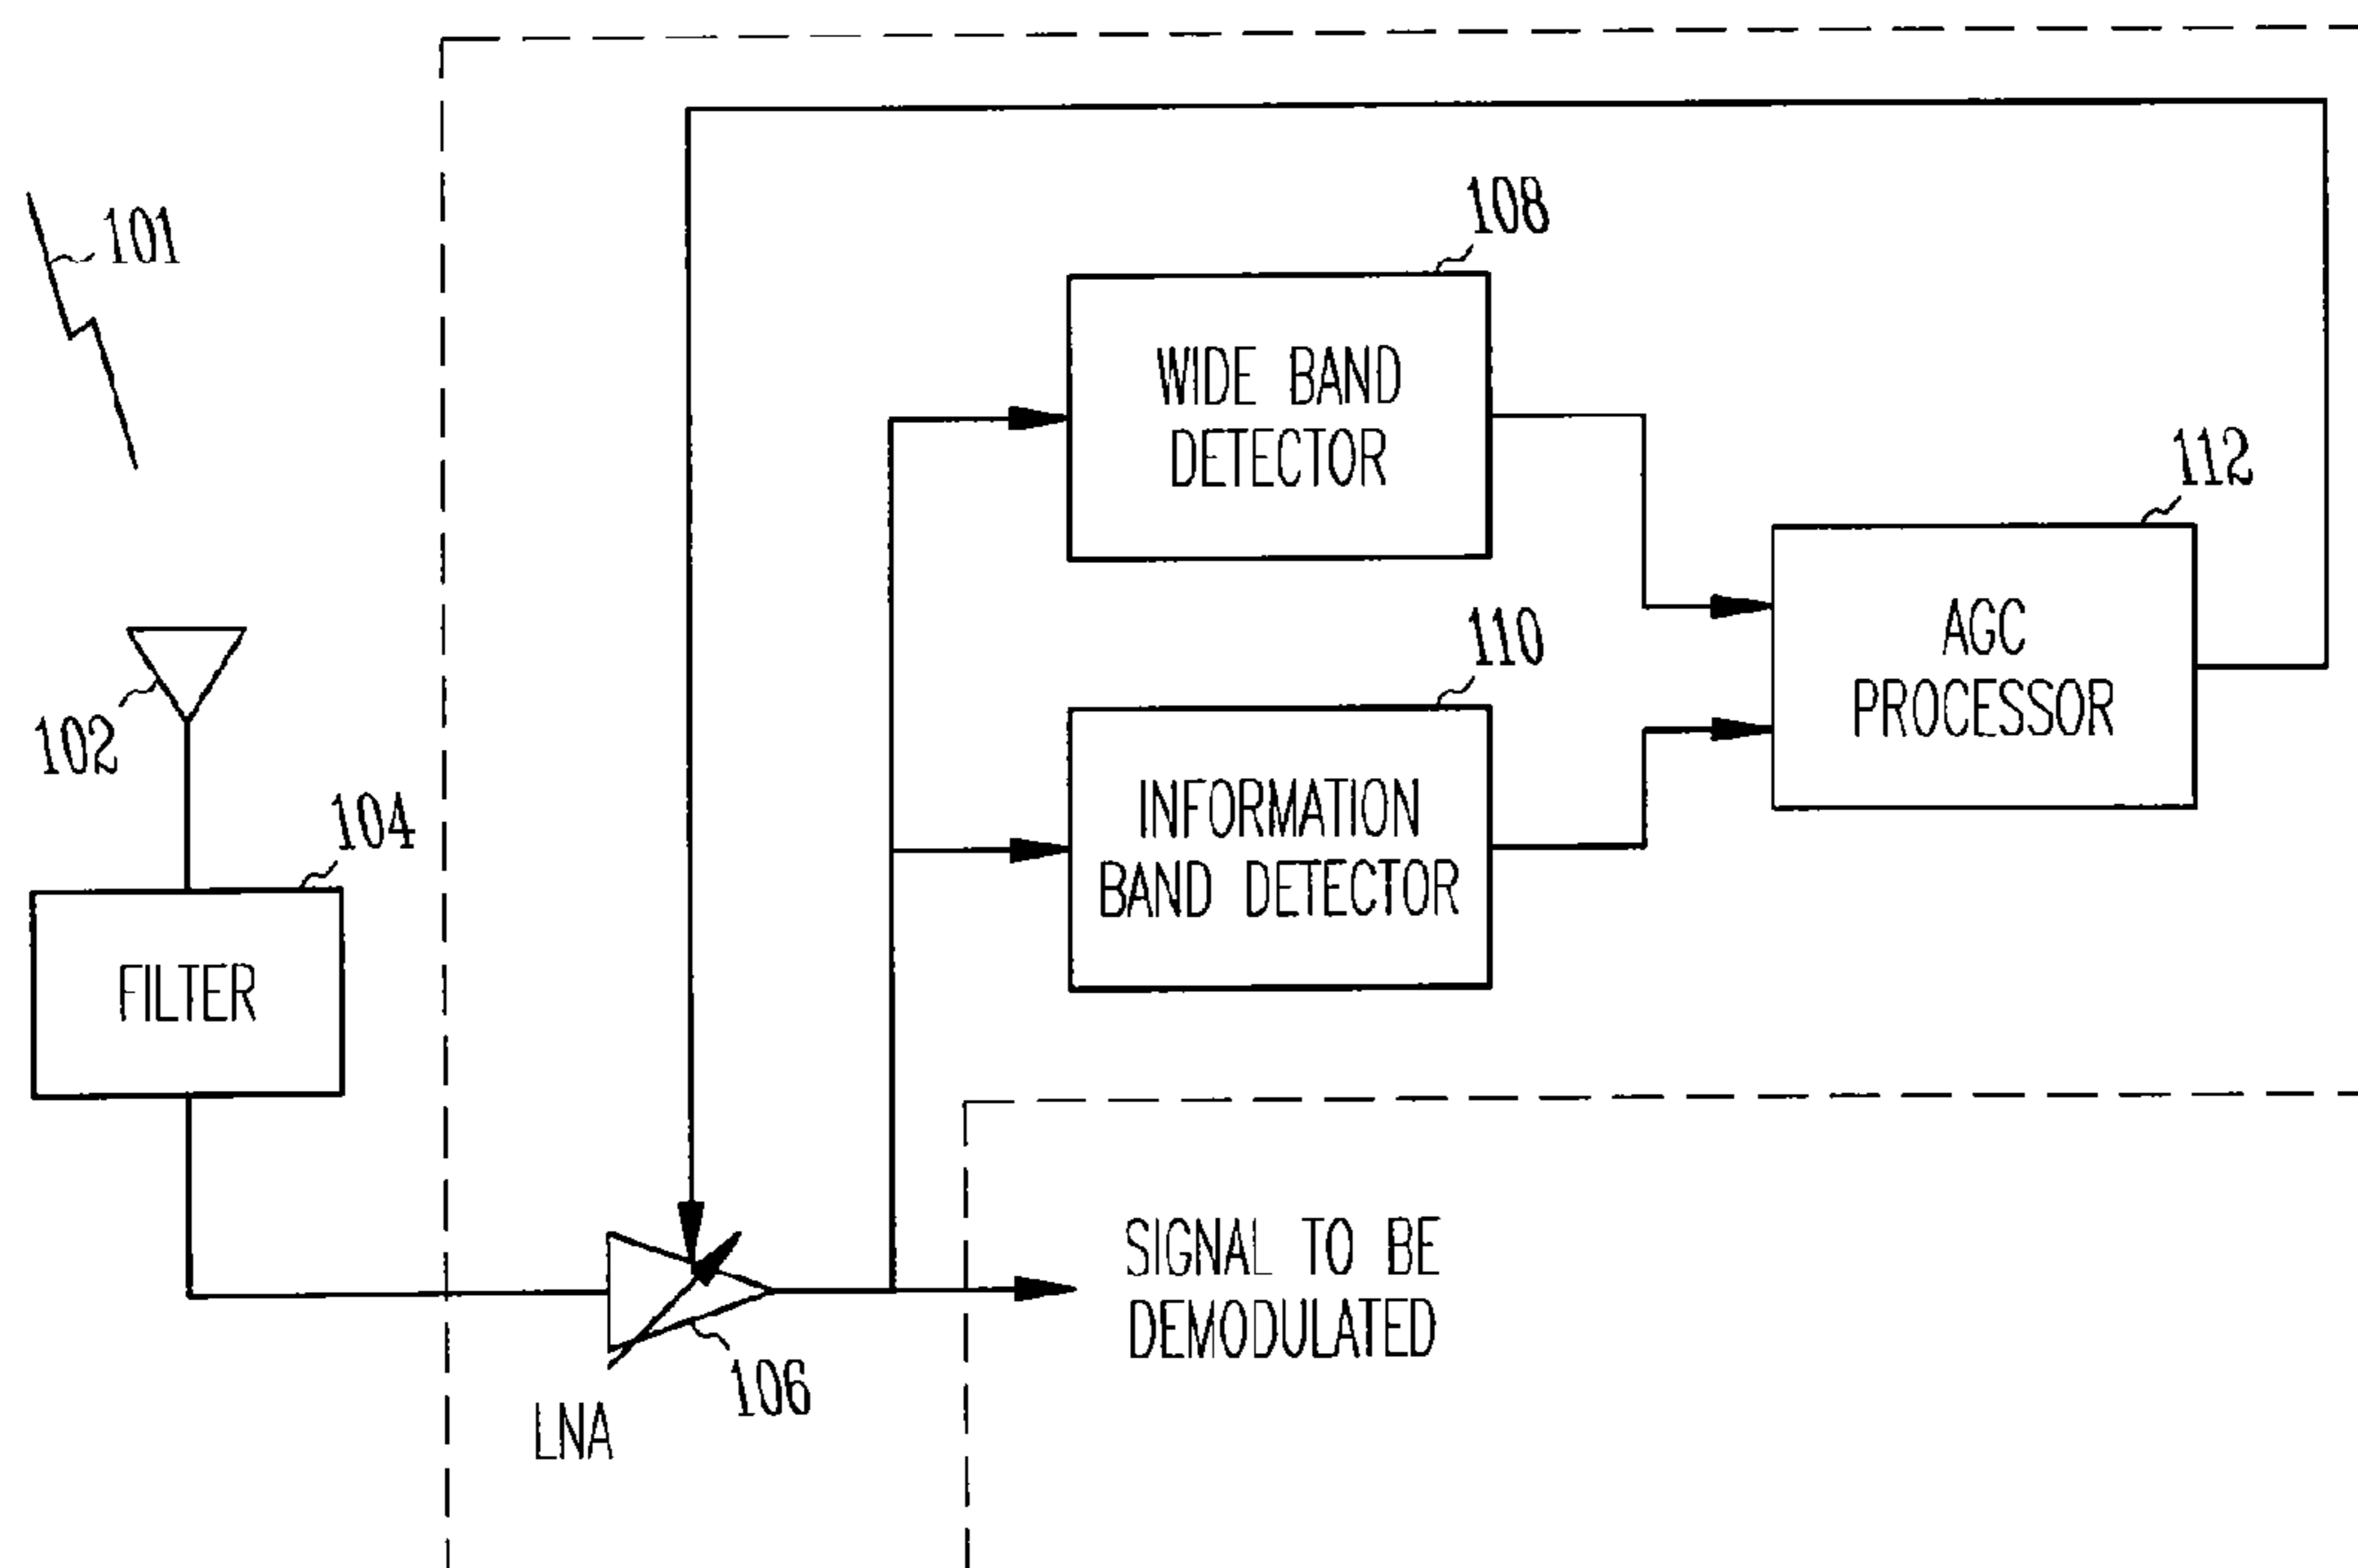 101
108
WIDE BAND
DETECTOR
112
AGC
PROCESSOR
110
INFORMATION
BAND DETECTOR
102
104
FILTER
SIGNAL TO BE
DEMODULATED
106
LNA